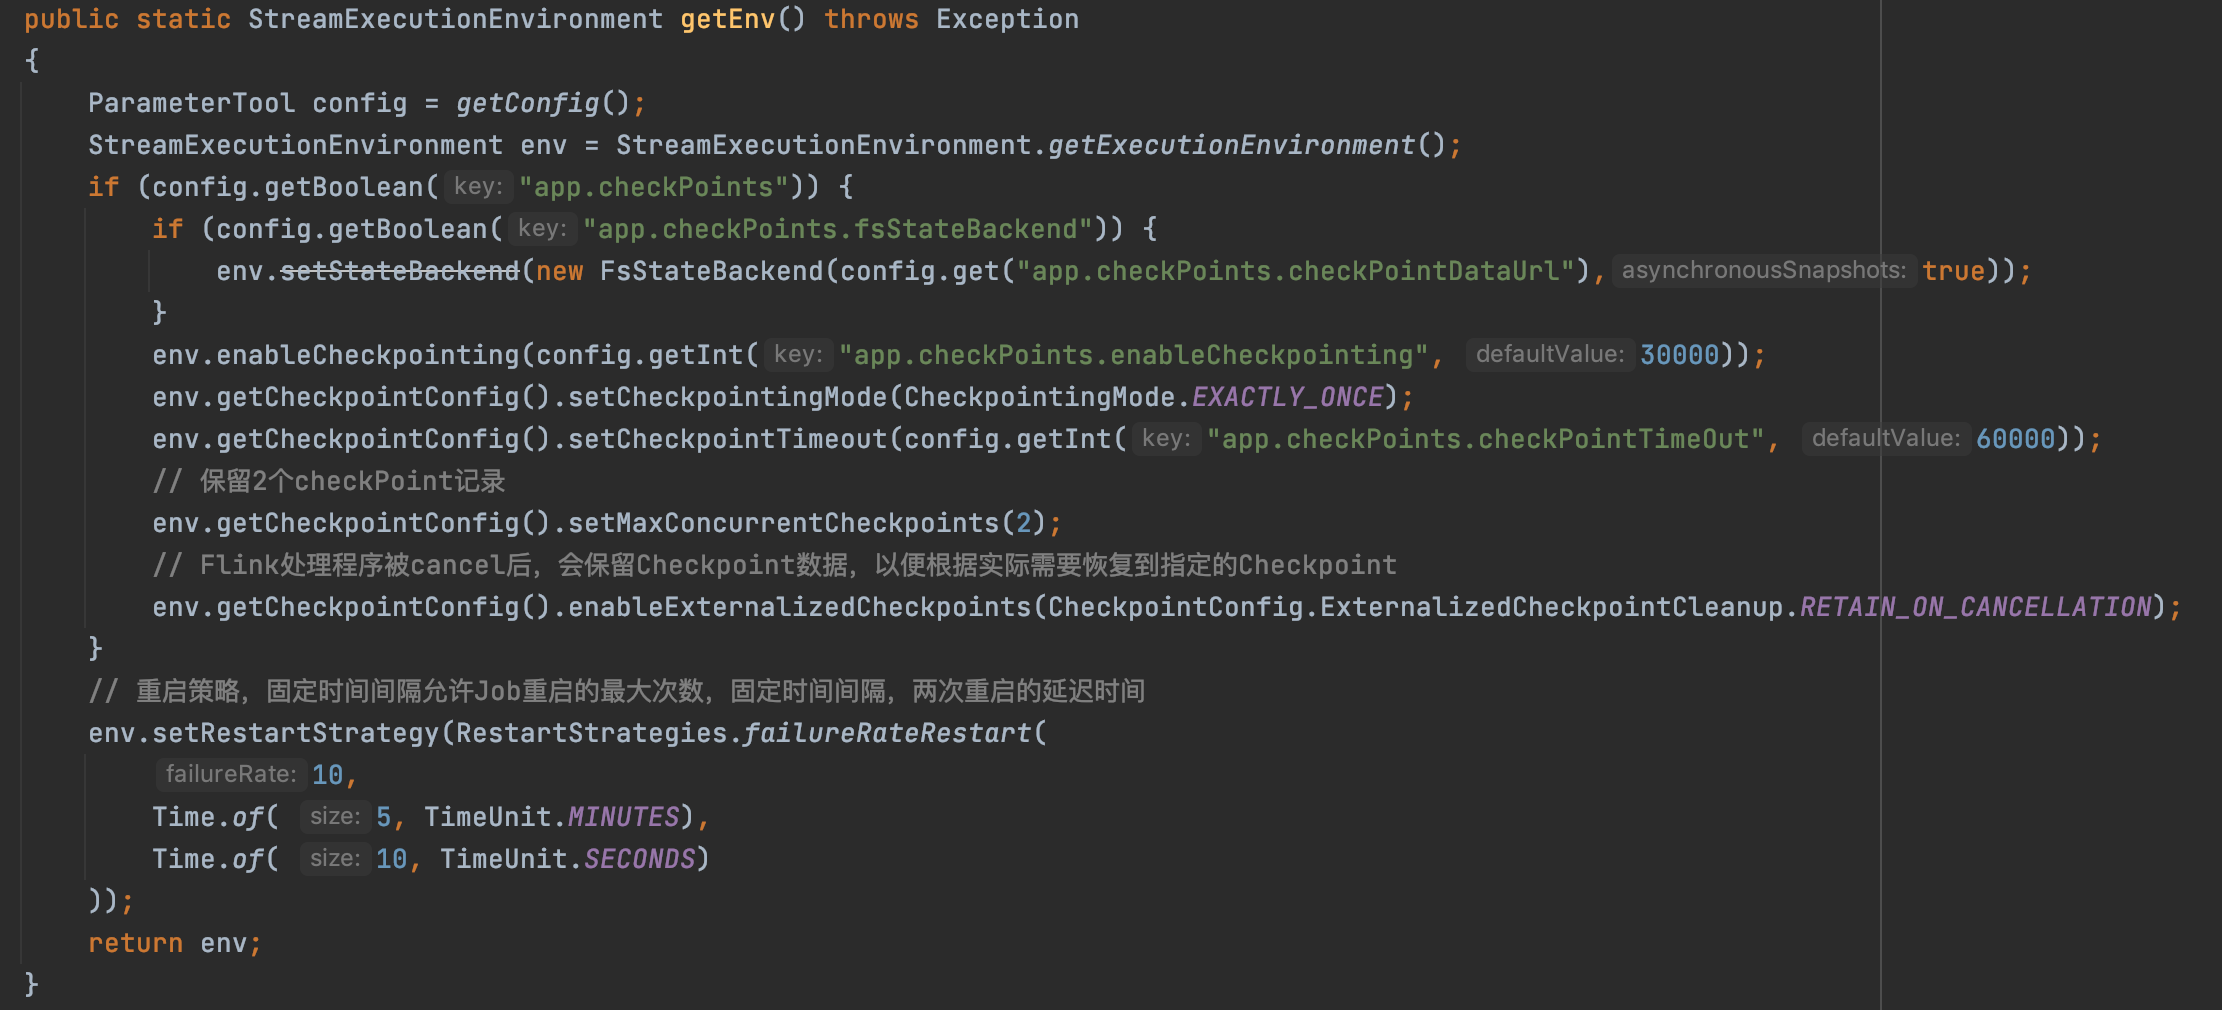 public static StreamExecutionEnvironment getEnv() throws Exception
{
ParameterTool config = getConfig();
StreamExecutionEnvironment env = StreamExecutionEnvironment.getExecutionEnvironment();
if (config.getBoolean( key: "app.checkPoints")) {
if (config.getBoolean( key: "app.checkPoints.fsStateBackend")) {
env.setStateBackend(new FsStateBackend(config.get("app.checkPoints.checkPointDataUrl"), asynchronousSnapshots: true));
}
env.enableCheckpointing(config.getInt( key: "app.checkPoints.enableCheckpointing", defaultValue: 30000));
env.getCheckpointConfig().setCheckpointingMode(CheckpointingMode.EXACTLY_ONCE);
env.getCheckpointConfig().setCheckpointTimeout(config.getInt( key: "app.checkPoints.checkPointTimeOut", defaultValue: 60000));
// 保留2个checkPoint记录
env.getCheckpointConfig().setMaxConcurrentCheckpoints(2);
// Flink处理程序被cancel后，会保留Checkpoint数据，以便根据实际需要恢复到指定的Checkpoint
env.getCheckpointConfig().enableExternalizedCheckpoints(CheckpointConfig.ExternalizedCheckpointCleanup.RETAIN_ON_CANCELLATION);
}
// 重启策略，固定时间间隔允许Job重启的最大次数，固定时间间隔，两次重启的延迟时间
env.setRestartStrategy(RestartStrategies.failureRateRestart(
failureRate: 10,
Time.of( size: 5, TimeUnit.MINUTES),
Time.of( size: 10, TimeUnit.SECONDS)
));
return env;
}